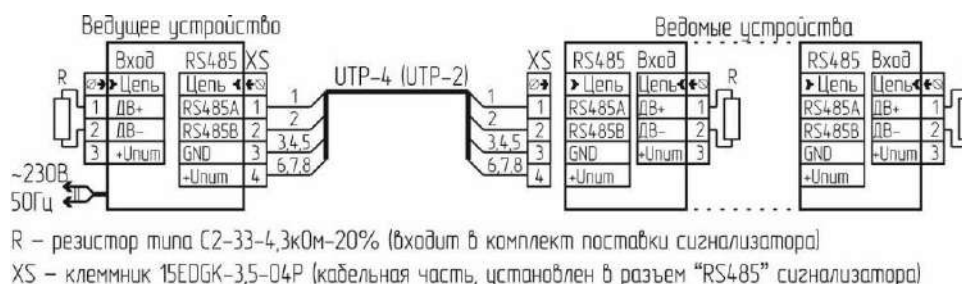 Ведущее устройство
Ведомые устройства
Вход RS485 XS
R Цепь Цепь
1 ДВ+ RS485A 1
2 ДВ- RS485B 2
3 +Uпит GND 3
+Uпит 4
~230В
50Гц
1
2
3,4,5
6,7,8
UTP-4 (UTP-2)
1
2
3,4,5
6,7,8
XS RS485 Вход
Цепь Цепь R
1 RS485A ДВ+ 1
2 RS485B ДВ- 2
3 GND +Uпит 3
4 +Uпит
RS485 Вход
Цепь Цепь
RS485A ДВ+ 1
RS485B ДВ- 2
GND +Uпит 3
+Uпит
R – резистор типа С2-33-4,3кОм-20% (входит в комплект поставки сигнализатора)
XS – клеммник 15EDGK-3,5-04P (кабельная часть, установлен в разъем “RS485” сигнализатора)